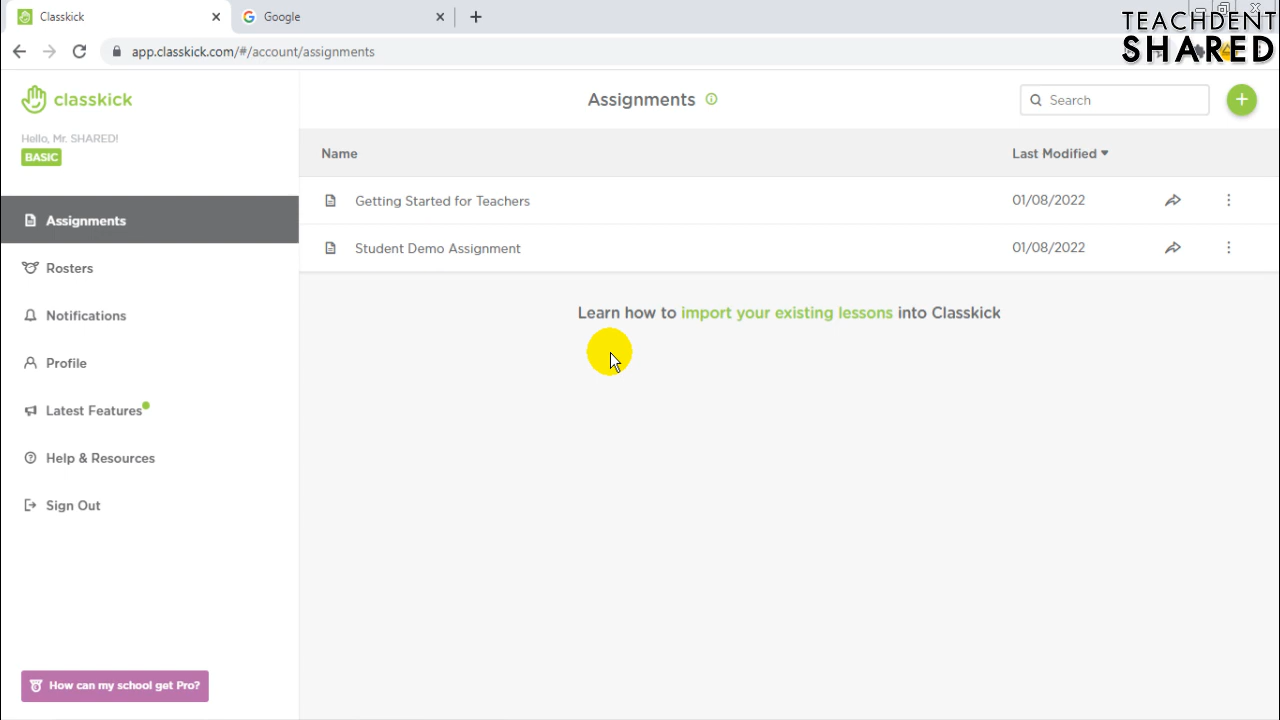 Classkick
Google
TEACHDENT
SHARED
app.classkick.com/#/account/assignments
classkick
Hello, Mr. SHARED!
BASIC
Assignments
Search
Name
Last Modified
Assignments
Getting Started for Teachers
01/08/2022
Student Demo Assignment
01/08/2022
Rosters
Learn how to import your existing lessons into Classkick
Notifications
Profile
Latest Features
Help & Resources
Sign Out
How can my school get Pro?